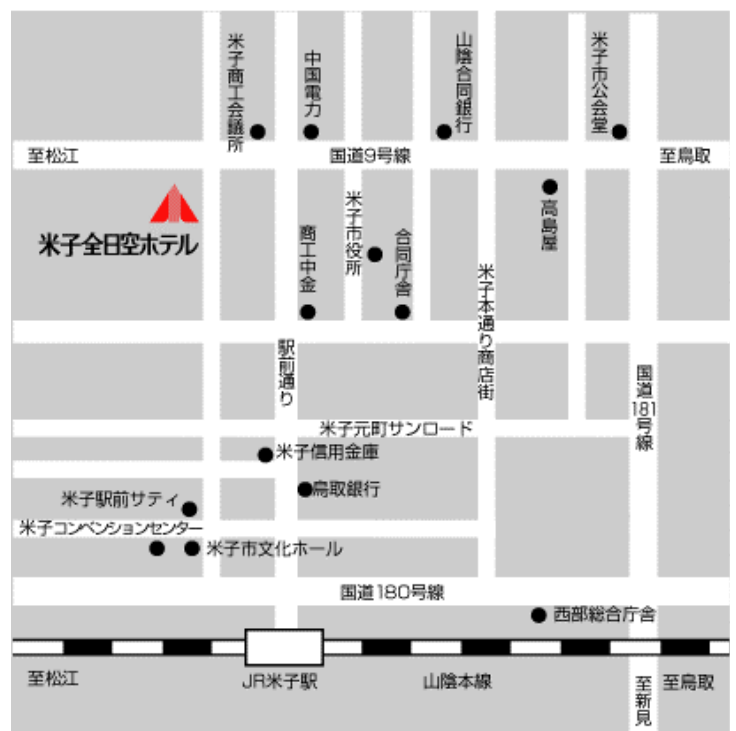 米子商工会議所
中国電力
山陰合同銀行
米子市公会堂
至松江
国道9号線
至鳥取
米子全日空ホテル
商工中金
米子市役所
合同庁舎
高島屋
米子本通り商店街
駅前通り
国道181号線
米子元町サンロード
米子信用金庫
鳥取銀行
米子駅前サティ
米子コンベンションセンター
米子市文化ホール
国道180号線
西部総合庁舎
至松江
JR米子駅
山陰本線
至新見
至鳥取